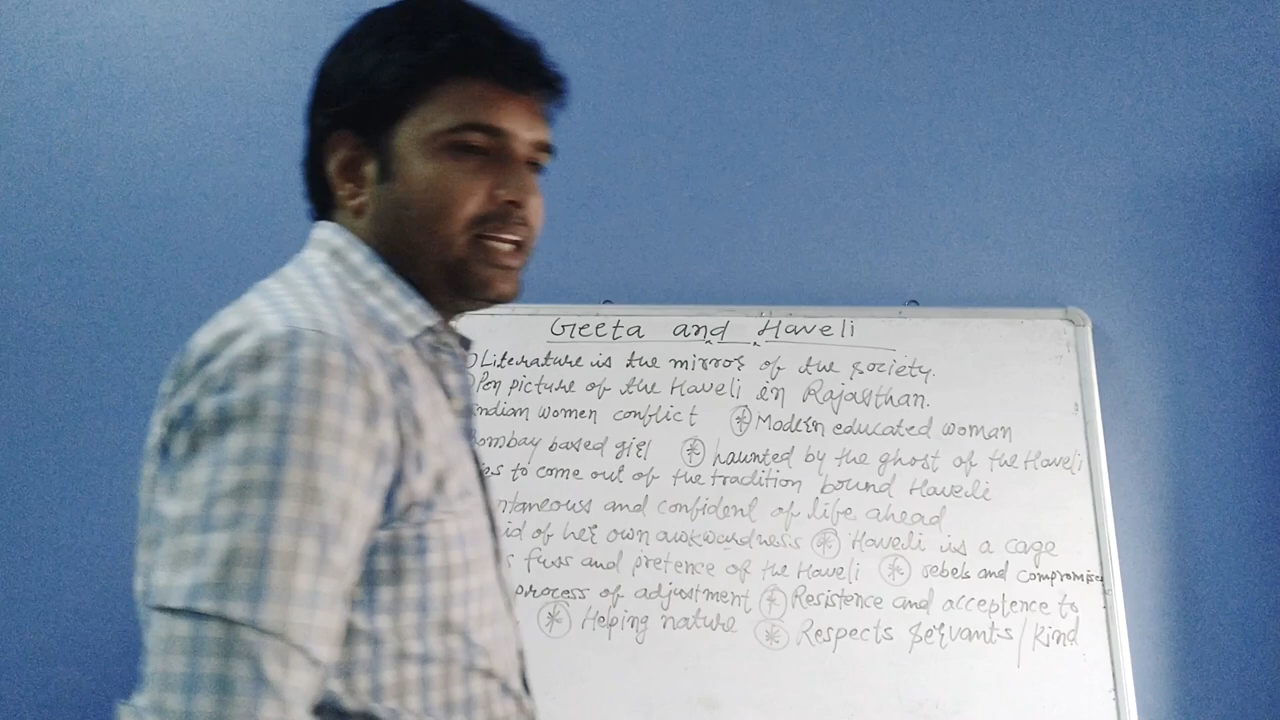 Geeta and Haveli
Literature is the mirror of the society.
Pen picture of the Haveli in Rajasthan.
Indian women conflict * Modern educated woman
Bombay based girl * haunted by the ghost of the Haveli
to come out of the tradition bound Haveli
ntaneous and confident of life ahead
id of her own awkwardness * Haveli is a cage
s fuss and pretence of the Haveli * rebels and compromises
process of adjustment * Resistence and acceptence to
* Helping nature * Respects servants/kind